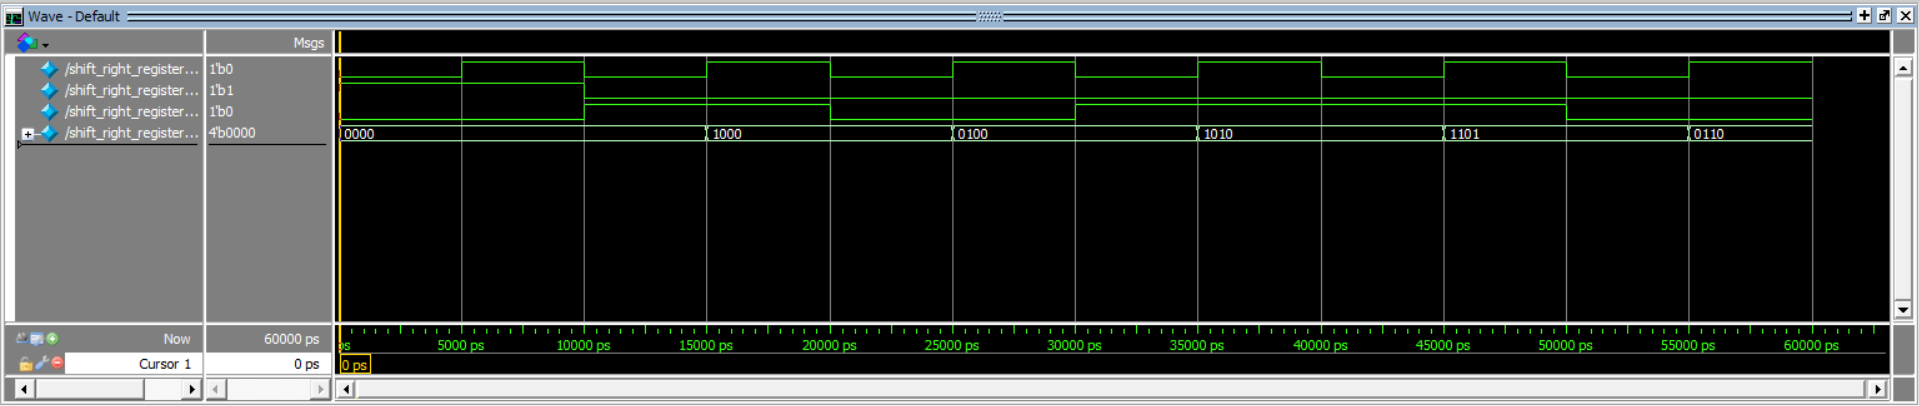 Wave - Default
Msgs
/shift_right_register... 1'b0
/shift_right_register... 1'b1
/shift_right_register... 1'b0
/shift_right_register... 4'b0000 0000 1000 0100 1010 1101 0110
Now 60000 ps ps 5000 ps 10000 ps 15000 ps 20000 ps 25000 ps 30000 ps 35000 ps 40000 ps 45000 ps 50000 ps 55000 ps 60000 ps
Cursor 1 0 ps 0 ps